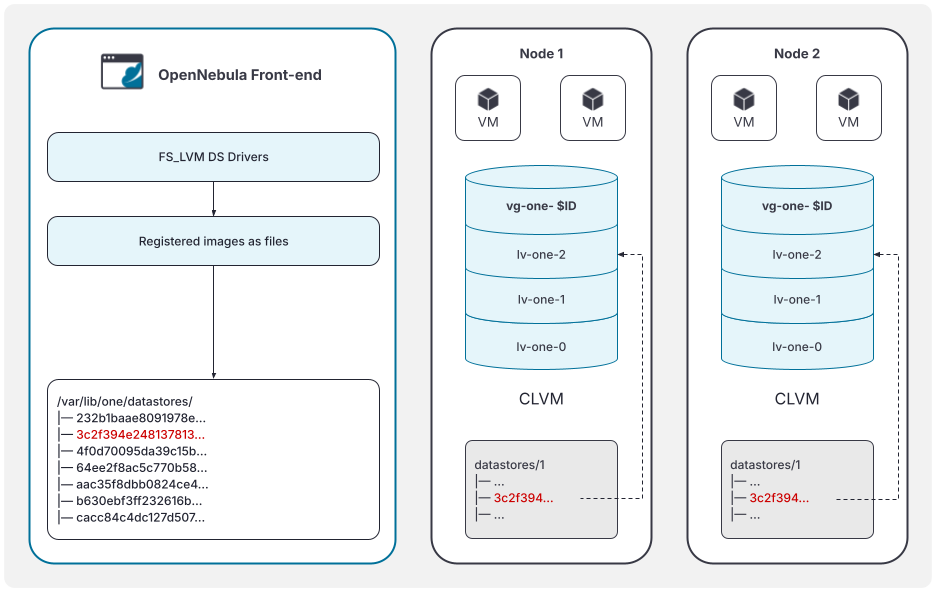 OpenNebula Front-end
FS_LVM DS Drivers
Registered images as files
/var/lib/one/datastores/
|— 232b1baae8091978e...
|— 3c2f394e248137813...
|— 4f0d70095da39c15b...
|— 64ee2f8ac5c770b58...
|— aac35f8dbb0824ce4...
|— b630ebf3ff232616b...
|— cacc84c4dc127d507...
Node 1
VM VM
vg-one- $ID
lv-one-2
lv-one-1
lv-one-0
CLVM
datastores/1
|— ...
|— 3c2f394...
|— ...
Node 2
VM VM
vg-one- $ID
lv-one-2
lv-one-1
lv-one-0
CLVM
datastores/1
|— ...
|— 3c2f394...
|— ...